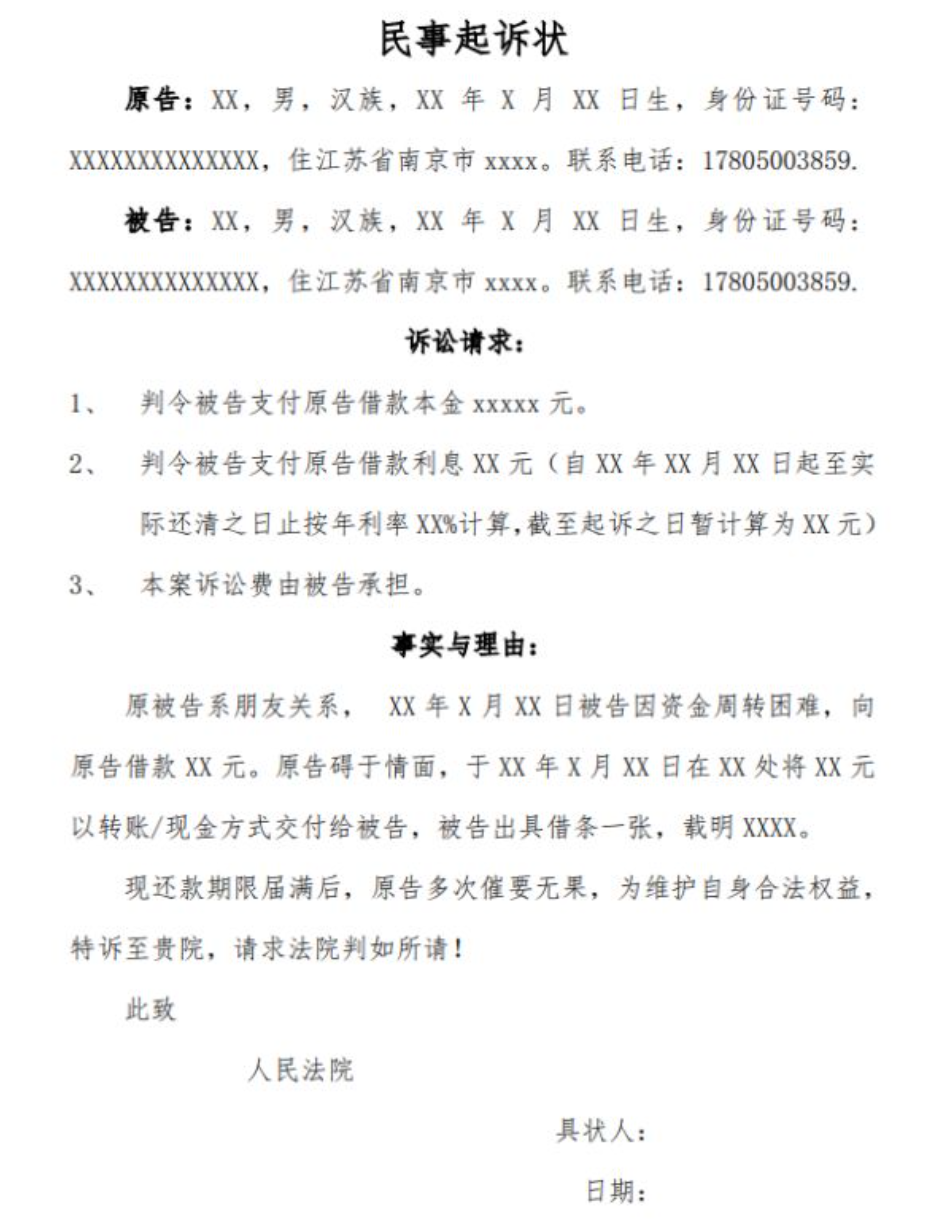 民事起诉状
原告：XX，男，汉族，XX 年 X 月 XX 日生，身份证号码：
XXXXXXXXXXXXXX，住江苏省南京市 xxxx。联系电话：17805003859.
被告：XX，男，汉族，XX 年 X 月 XX 日生，身份证号码：
XXXXXXXXXXXXXX，住江苏省南京市 xxxx。联系电话：17805003859.
诉讼请求：
1、 判令被告支付原告借款本金 xxxxx 元。
2、 判令被告支付原告借款利息 XX 元（自 XX 年 XX 月 XX 日起至实
际还清之日止按年利率 XX%计算,截至起诉之日暂计算为 XX 元）
3、 本案诉讼费由被告承担。
事实与理由：
原被告系朋友关系， XX 年 X 月 XX 日被告因资金周转困难，向
原告借款 XX 元。原告碍于情面，于 XX 年 X 月 XX 日在 XX 处将 XX 元
以转账/现金方式交付给被告，被告出具借条一张，载明 XXXX。
现还款期限届满后，原告多次催要无果，为维护自身合法权益，
特诉至贵院，请求法院判如所请！
此致
人民法院
具状人：
日期：